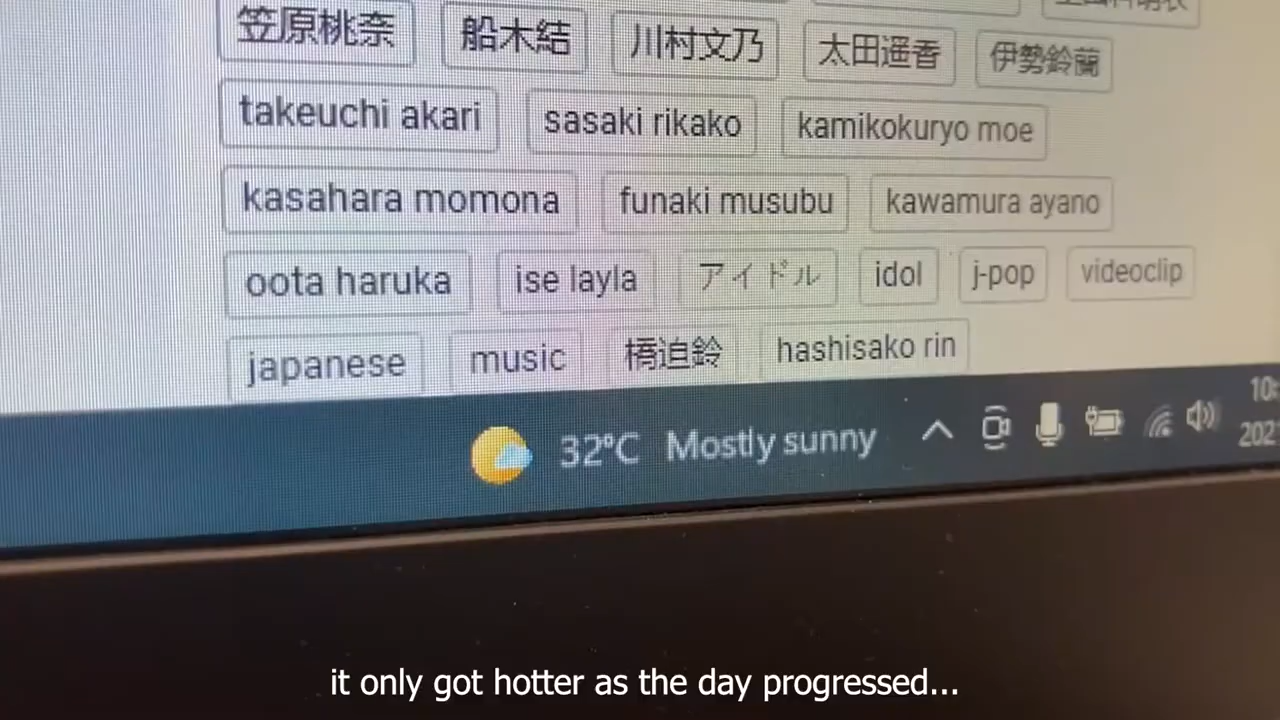 笠原桃奈 船木結 川村文乃 太田遥香 伊勢鈴蘭
takeuchi akari sasaki rikako kamikokuryo moe
kasahara momona funaki musubu kawamura ayano
oota haruka ise layla アイドル idol j-pop videoclip
japanese music 橋迫鈴 hashisako rin
32°C Mostly sunny
10:
202
it only got hotter as the day progressed...